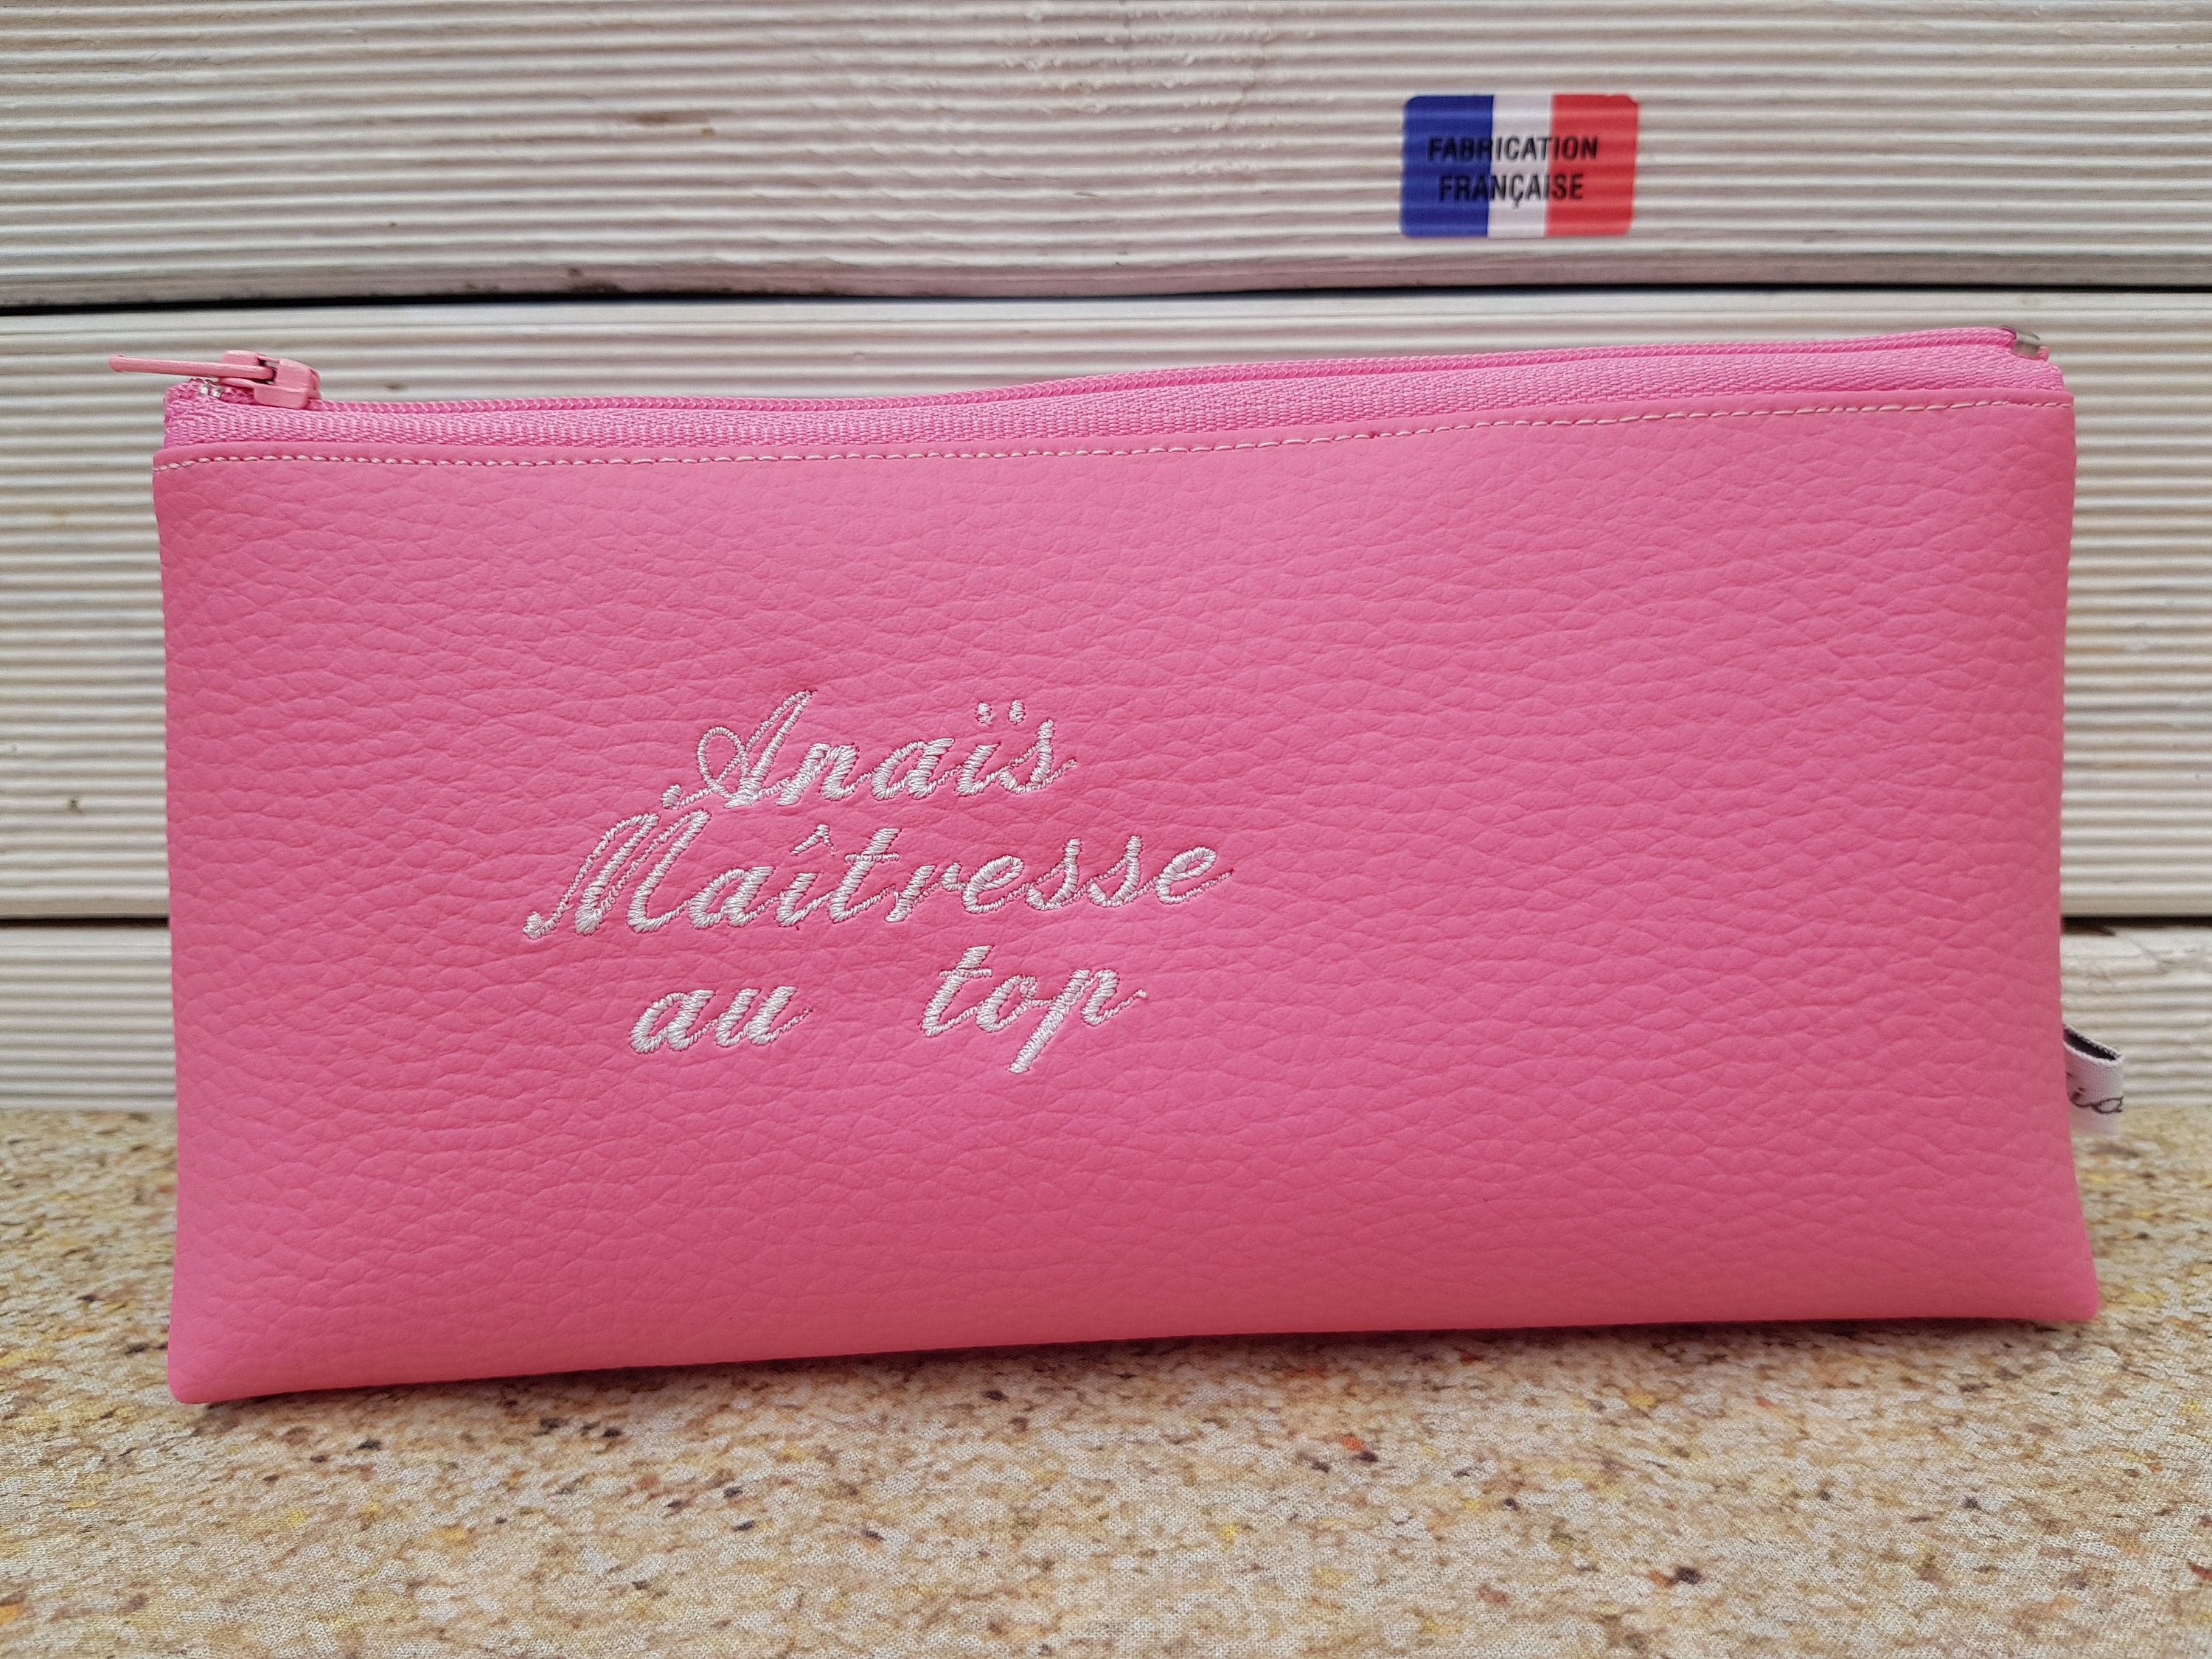 FABRICATION
FRANÇAISE
Anaïs
Maîtresse
au top